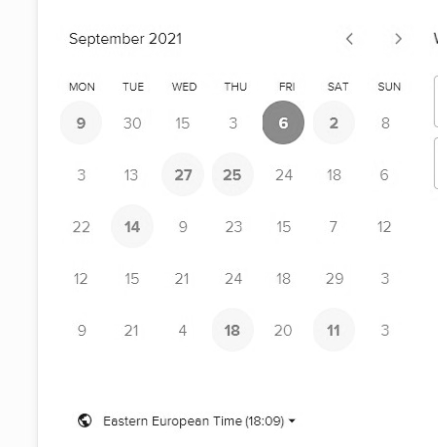 September 2021
MON TUE WED THU FRI SAT SUN
9 30 15 3 6 2 8
3 13 27 25 24 18 6
22 14 9 23 15 7 12
12 15 21 24 18 29 3
9 21 4 18 20 11 3
Eastern European Time (18:09)